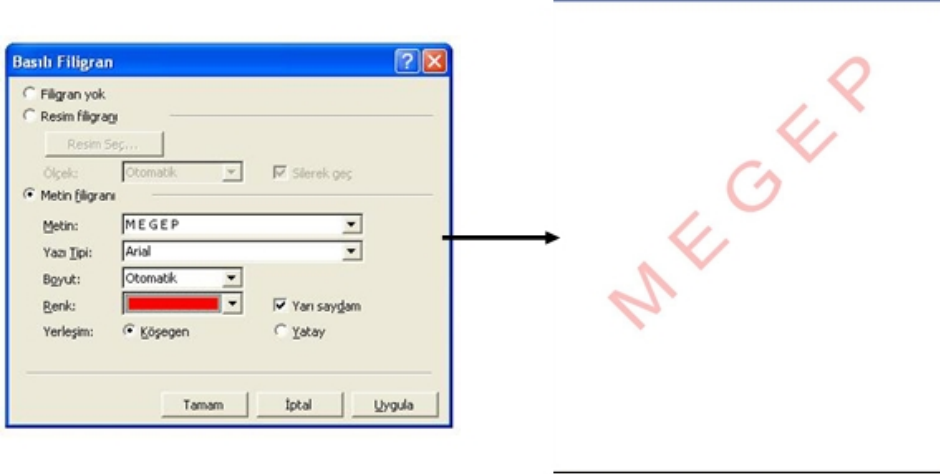 Basılı Filigran
Filigran yok
Resim filigranı
Resim Seç...
Ölçek: Otomatik Silerek geç
Metin filigranı
Metin: M E G E P
Yazı Tipi: Arial
Boyut: Otomatik
Renk: Yarı saydam
Yerleşim: Köşegen Yatay
Tamam İptal Uygula
M E G E P